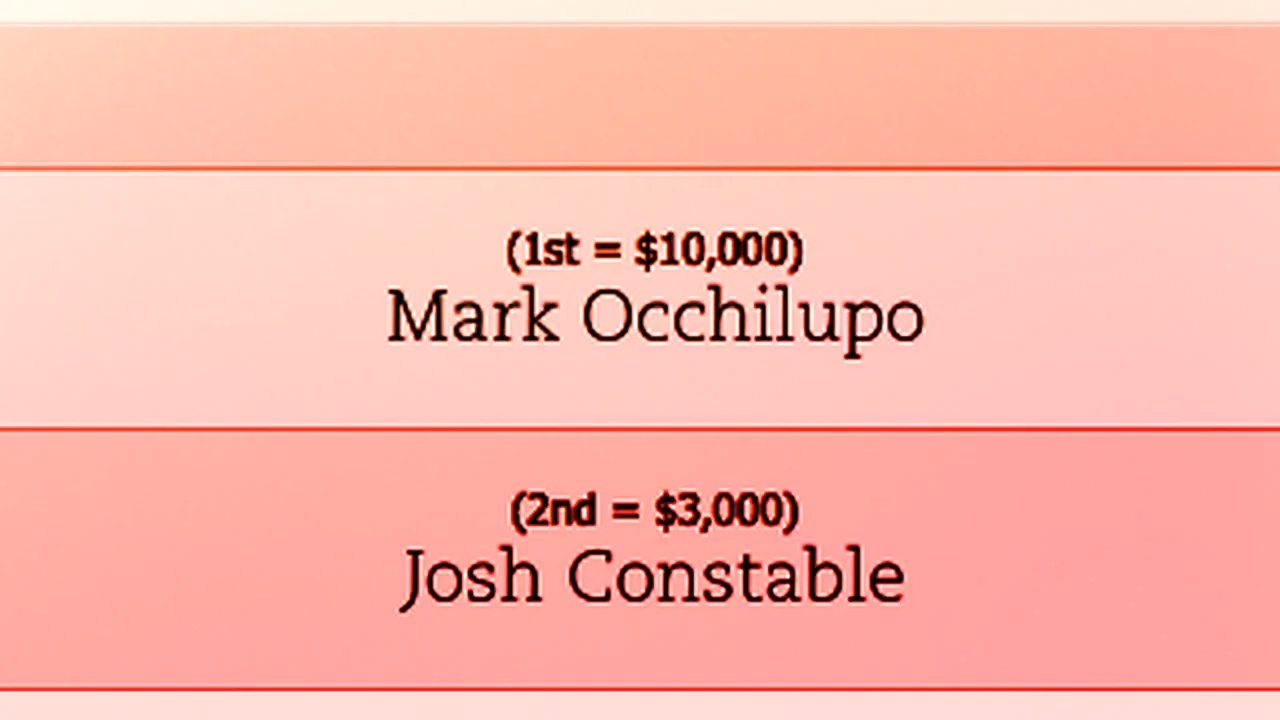 (1st = $10,000)
Mark Occhilupo
(2nd = $3,000)
Josh Constable